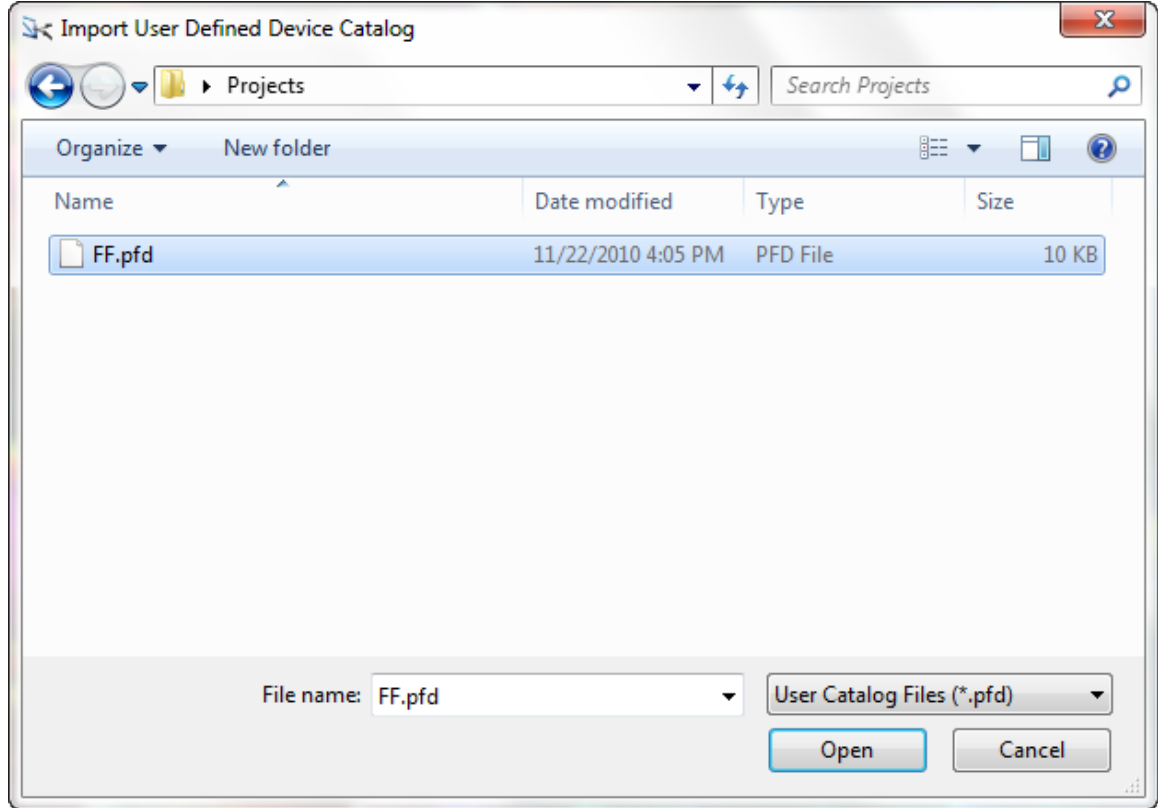 Import User Defined Device Catalog
Projects
Search Projects
Organize New folder
Name Date modified Type Size
FF.pfd 11/22/2010 4:05 PM PFD File 10 KB
File name: FF.pfd User Catalog Files (*.pfd)
Open Cancel